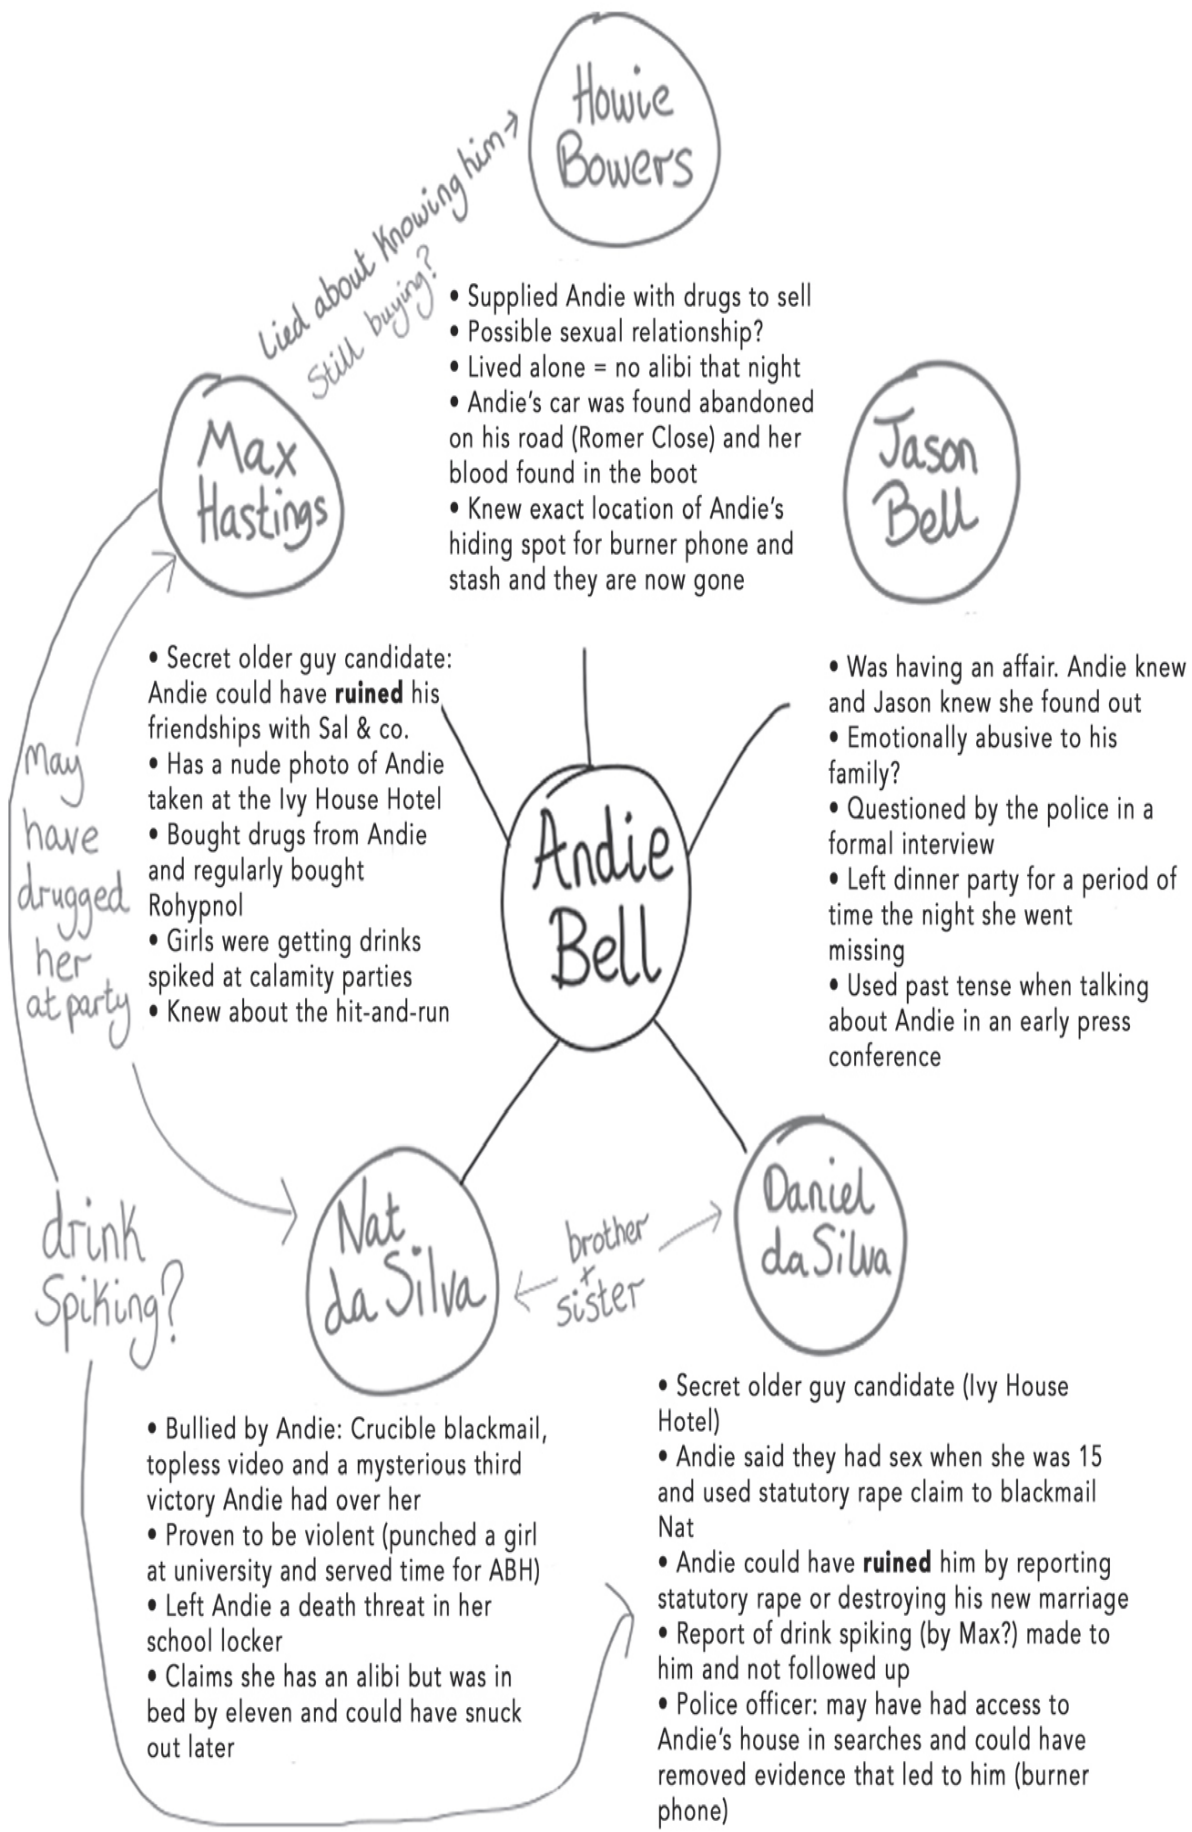 Howie
Bowers
Lied about knowing him
Still buying?
• Supplied Andie with drugs to sell
• Possible sexual relationship?
• Lived alone = no alibi that night
• Andie’s car was found abandoned
on his road (Romer Close) and her
blood found in the boot
• Knew exact location of Andie’s
hiding spot for burner phone and
stash and they are now gone
Max
Hastings
Jason
Bell
• Secret older guy candidate:
Andie could have ruined his
friendships with Sal & co.
• Has a nude photo of Andie
taken at the Ivy House Hotel
• Bought drugs from Andie
and regularly bought
Rohypnol
• Girls were getting drinks
spiked at calamity parties
• Knew about the hit-and-run
• Was having an affair. Andie knew
and Jason knew she found out
• Emotionally abusive to his
family?
• Questioned by the police in a
formal interview
• Left dinner party for a period of
time the night she went
missing
• Used past tense when talking
about Andie in an early press
conference
Andie
Bell
May
have
drugged
her
at party
drink
Spiking?
Nat
da Silva
brother
+
sister
Daniel
da Silva
• Bullied by Andie: Crucible blackmail,
topless video and a mysterious third
victory Andie had over her
• Proven to be violent (punched a girl
at university and served time for ABH)
• Left Andie a death threat in her
school locker
• Claims she has an alibi but was in
bed by eleven and could have snuck
out later
• Secret older guy candidate (Ivy House
Hotel)
• Andie said they had sex when she was 15
and used statutory rape claim to blackmail
Nat
• Andie could have ruined him by reporting
statutory rape or destroying his new marriage
• Report of drink spiking (by Max?) made to
him and not followed up
• Police officer: may have had access to
Andie’s house in searches and could have
removed evidence that led to him (burner
phone)